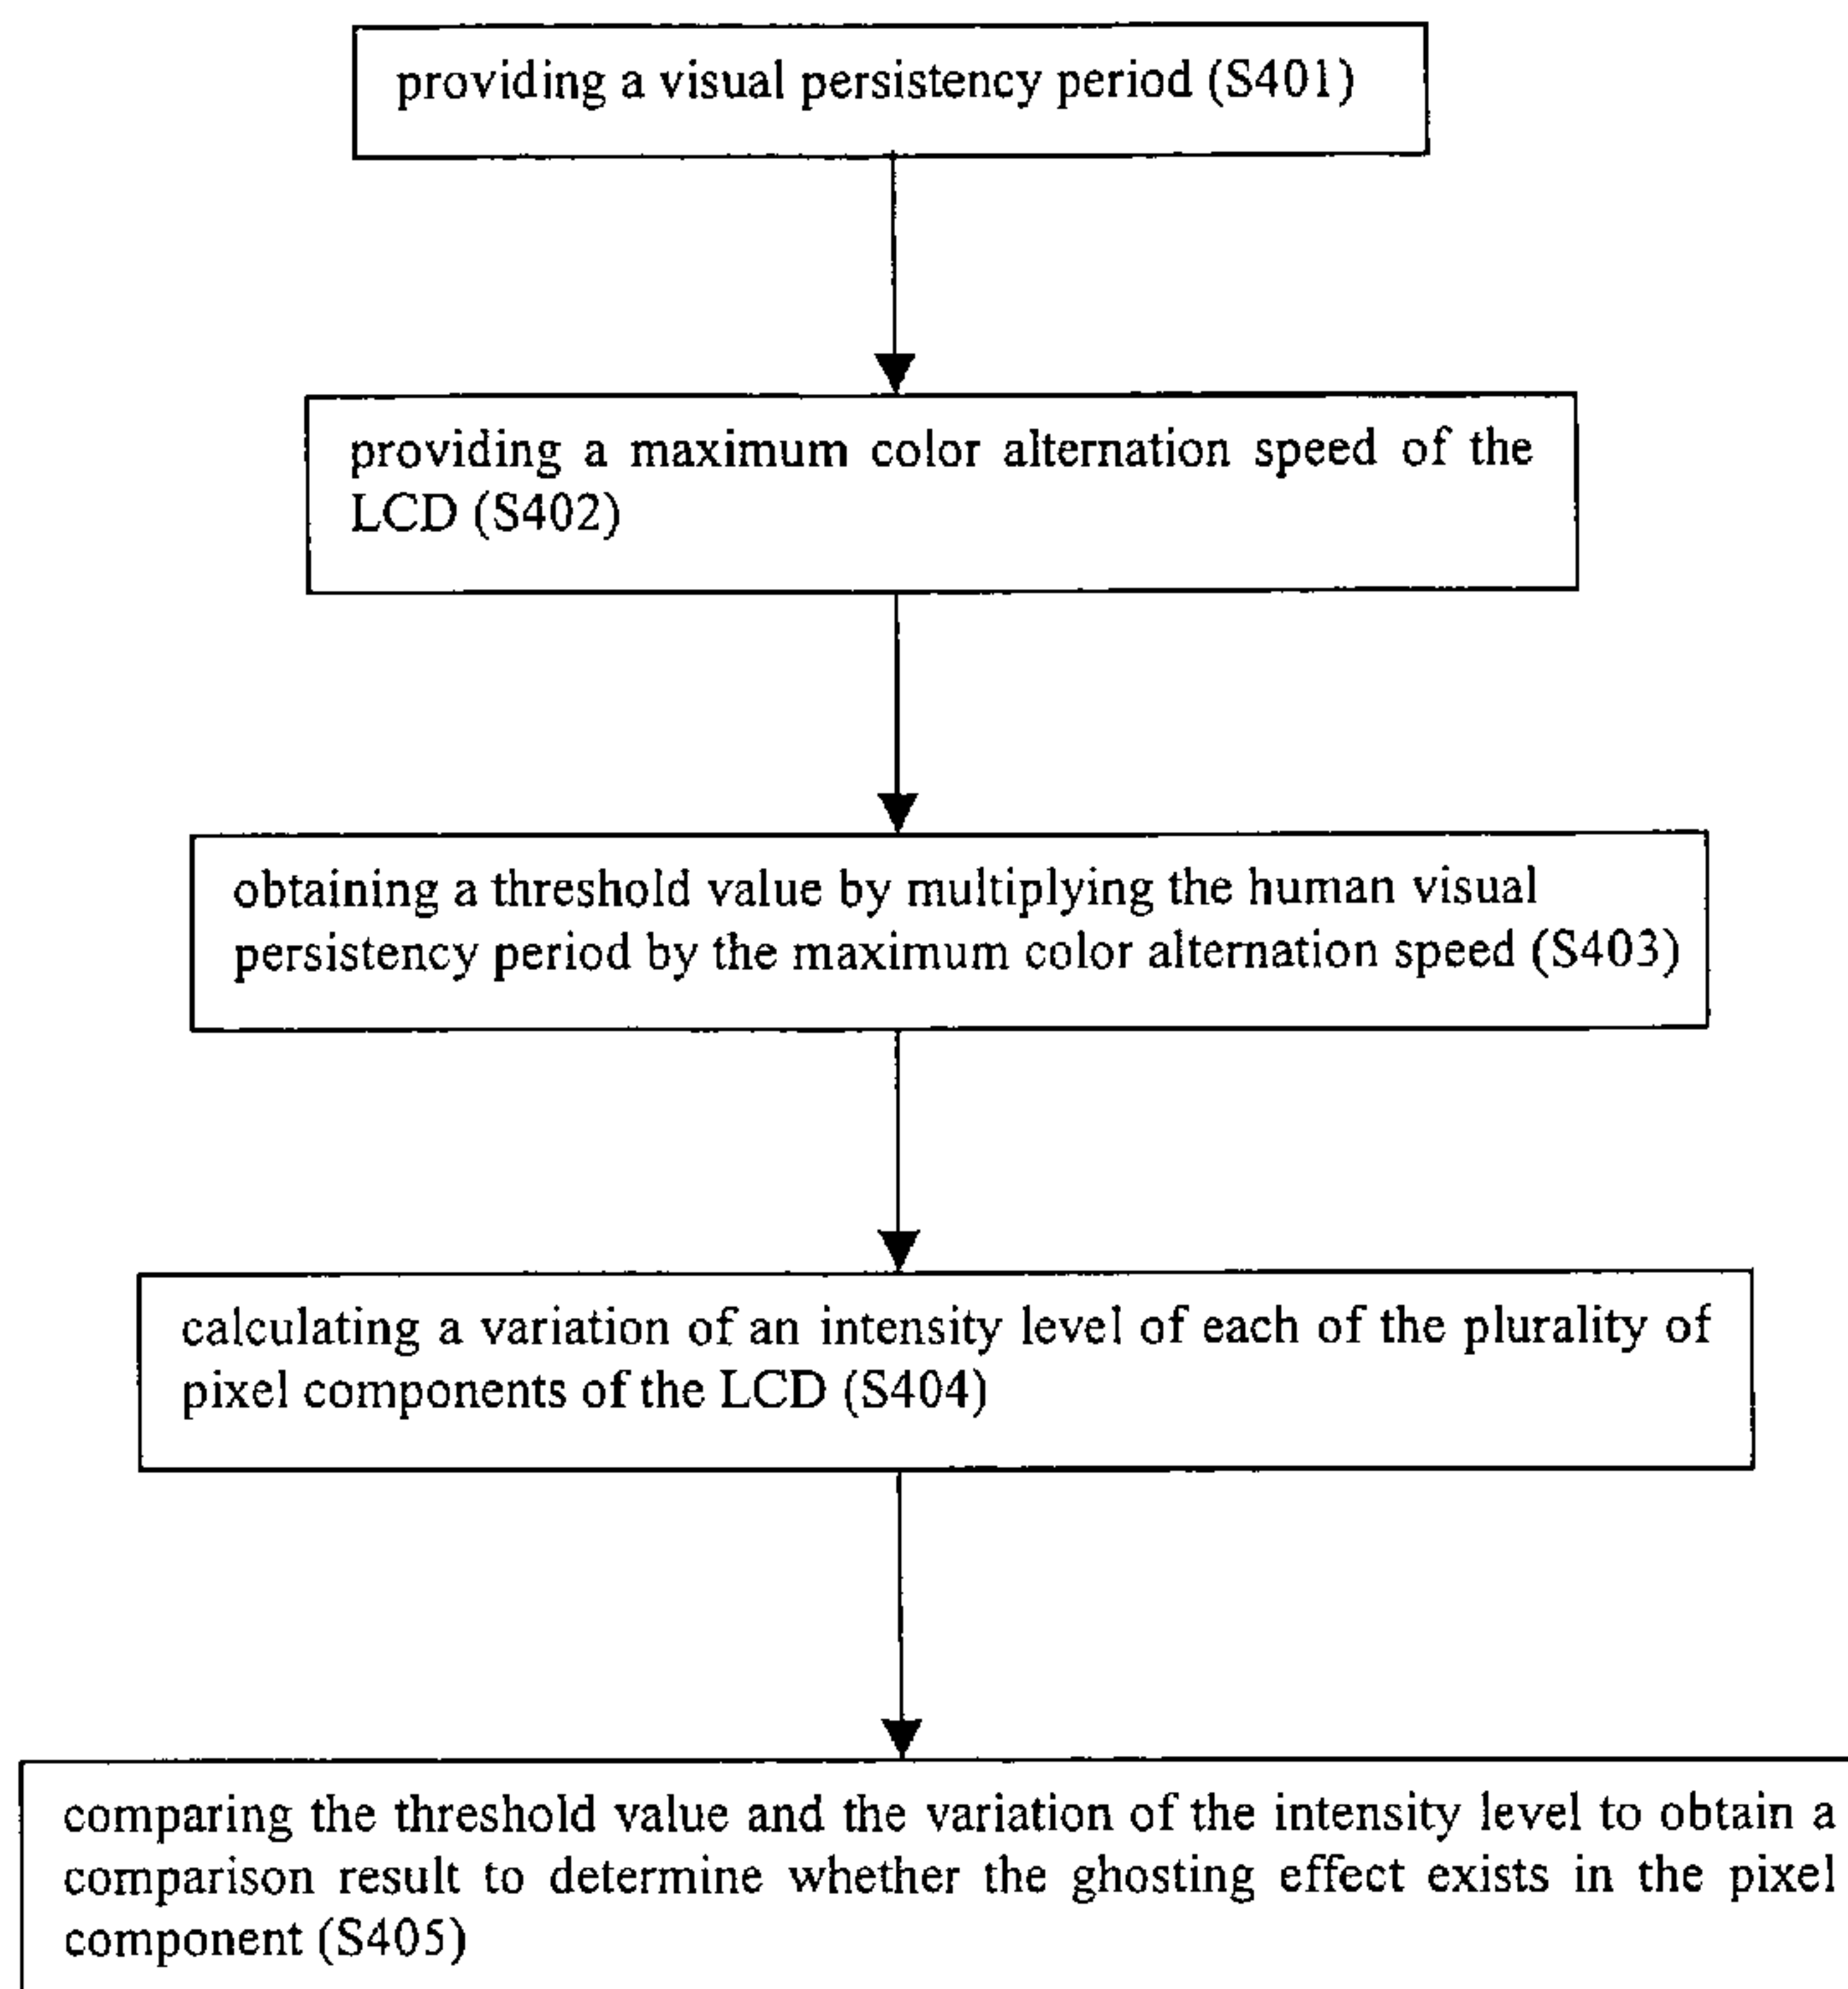 providing a visual persistency period (S401)
providing a maximum color alternation speed of the
LCD (S402)
obtaining a threshold value by multiplying the human visual
persistency period by the maximum color alternation speed (S403)
calculating a variation of an intensity level of each of the plurality of
pixel components of the LCD (S404)
comparing the threshold value and the variation of the intensity level to obtain a
comparison result to determine whether the ghosting effect exists in the pixel
component (S405)